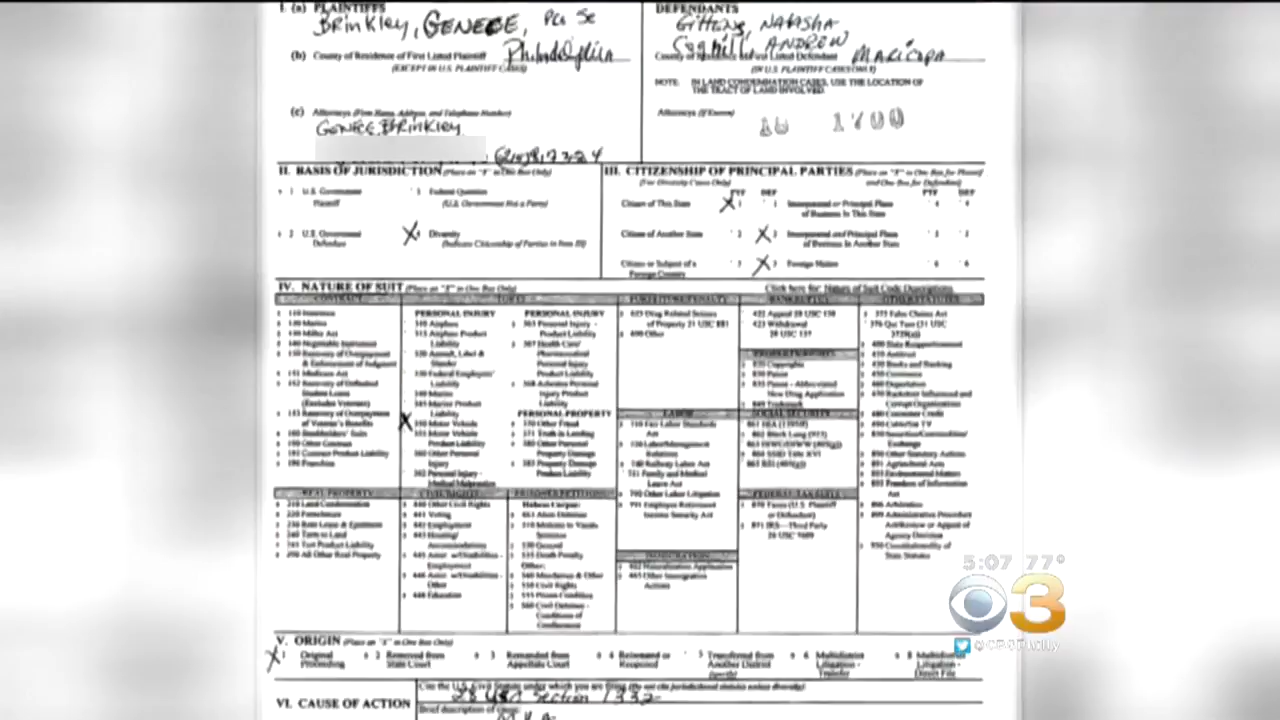 I. (a) PLAINTIFFS
Brinkley, GENECE, Pro Se
(b) County of Residence of First Listed Plaintiff Philadelphia
(EXCEPT IN U.S. PLAINTIFF CASES)
(c) Attorneys (Firm Name, Address, and Telephone Number)
GENECE Brinkley
DEFENDANTS
NATASHA
ANDREW
County of Residence of First Listed Defendant MARICOPA
(IN U.S. PLAINTIFF CASES ONLY)
NOTE: IN LAND CONDEMNATION CASES, USE THE LOCATION OF
THE TRACT OF LAND INVOLVED.
Attorneys (If Known)
II. BASIS OF JURISDICTION (Place an "X" in One Box Only)
1 U.S. Government
Plaintiff
Federal Question
(U.S. Government Not a Party)
2 U.S. Government
Defendant
Diversity
(Indicate Citizenship of Parties in Item III)
III. CITIZENSHIP OF PRINCIPAL PARTIES (Place an "X" in One Box for Plaintiff
(For Diversity Cases Only) and One Box for Defendant)
PTF DEF PTF DEF
Citizen of This State 1 Incorporated or Principal Place 4 4
of Business In This State
Citizen of Another State 2 Incorporated and Principal Place 5 5
of Business In Another State
Citizen or Subject of a Foreign Nation 6 6
Foreign Country
IV. NATURE OF SUIT (Place an "X" in One Box Only)
Click here for: Nature of Suit Code Descriptions.
CONTRACT
110 Insurance
120 Marine
130 Miller Act
140 Negotiable Instrument
150 Recovery of Overpayment
& Enforcement of Judgment
151 Medicare Act
152 Recovery of Defaulted
Student Loans
(Excludes Veterans)
153 Recovery of Overpayment
of Veteran's Benefits
160 Stockholders' Suits
190 Other Contract
195 Contract Product Liability
196 Franchise
REAL PROPERTY
210 Land Condemnation
220 Foreclosure
230 Rent Lease & Ejectment
240 Torts to Land
245 Tort Product Liability
290 All Other Real Property
TORTS
PERSONAL INJURY
310 Airplane
315 Airplane Product
Liability
320 Assault, Libel &
Slander
330 Federal Employers'
Liability
340 Marine
345 Marine Product
Liability
350 Motor Vehicle
355 Motor Vehicle
Product Liability
360 Other Personal
Injury
362 Personal Injury -
Medical Malpractice
CIVIL RIGHTS
440 Other Civil Rights
441 Voting
442 Employment
443 Housing/
Accommodations
445 Amer. w/Disabilities -
Employment
446 Amer. w/Disabilities -
Other
448 Education
PERSONAL INJURY
365 Personal Injury -
Product Liability
367 Health Care/
Pharmaceutical
Personal Injury
Product Liability
368 Asbestos Personal
Injury Product
Liability
PERSONAL PROPERTY
370 Other Fraud
371 Truth in Lending
380 Other Personal
Property Damage
385 Property Damage
Product Liability
PRISONER PETITIONS
Habeas Corpus:
463 Alien Detainee
510 Motions to Vacate
Sentence
530 General
535 Death Penalty
Other:
540 Mandamus & Other
550 Civil Rights
555 Prison Condition
560 Civil Detainee -
Conditions of
Confinement
FORFEITURE/PENALTY
625 Drug Related Seizure
of Property 21 USC 881
690 Other
LABOR
710 Fair Labor Standards
Act
720 Labor/Management
Relations
740 Railway Labor Act
751 Family and Medical
Leave Act
790 Other Labor Litigation
791 Employee Retirement
Income Security Act
IMMIGRATION
462 Naturalization Application
465 Other Immigration
Actions
BANKRUPTCY
422 Appeal 28 USC 158
423 Withdrawal
28 USC 157
PROPERTY RIGHTS
820 Copyrights
830 Patent
835 Patent - Abbreviated
New Drug Application
840 Trademark
SOCIAL SECURITY
861 HIA (1395ff)
862 Black Lung (923)
863 DIWC/DIWW (405(g))
864 SSID Title XVI
865 RSI (405(g))
FEDERAL TAX SUITS
870 Taxes (U.S. Plaintiff
or Defendant)
871 IRS—Third Party
26 USC 7609
OTHER STATUTES
375 False Claims Act
376 Qui Tam (31 USC
3729(a))
400 State Reapportionment
410 Antitrust
430 Banks and Banking
450 Commerce
460 Deportation
470 Racketeer Influenced and
Corrupt Organizations
480 Consumer Credit
490 Cable/Sat TV
850 Securities/Commodities/
Exchange
890 Other Statutory Actions
891 Agricultural Acts
893 Environmental Matters
895 Freedom of Information
Act
896 Arbitration
899 Administrative Procedure
Act/Review or Appeal of
Agency Decision
950 Constitutionality of
State Statutes
V. ORIGIN (Place an "X" in One Box Only)
1 Original
Proceeding
2 Removed from
State Court
3 Remanded from
Appellate Court
4 Reinstated or
Reopened
5 Transferred from
Another District
(specify)
6 Multidistrict
Litigation -
Transfer
8 Multidistrict
Litigation -
Direct File
VI. CAUSE OF ACTION
Cite the U.S. Civil Statute under which you are filing (Do not cite jurisdictional statutes unless diversity):
28 Section 1332
Brief description of cause:
MVA
5:07 77°
3
@CBSPhilly